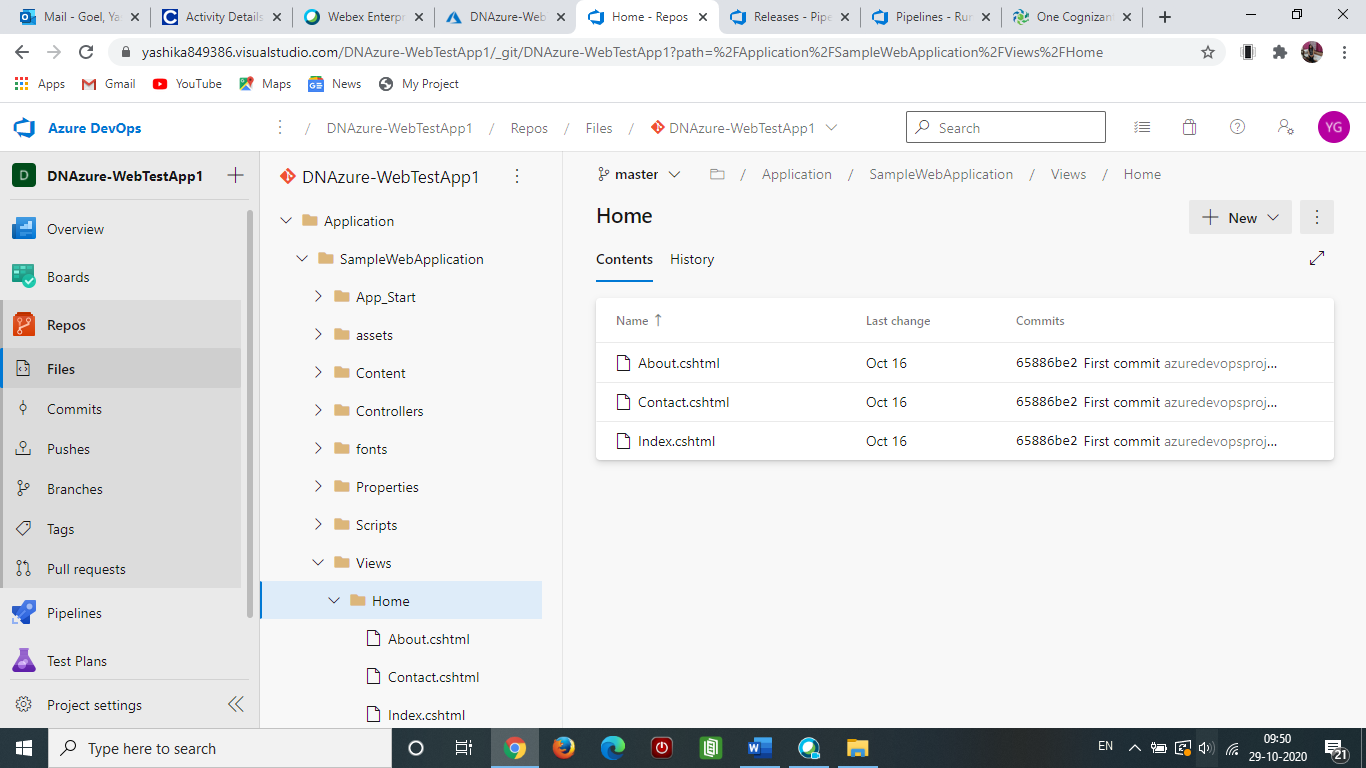 Mail - Goel, Ya
Activity Details
Webex Enterpr
DNAzure-Web
Home - Repos
Releases - Pipe
Pipelines - Run
One Cognizan
yashika849386.visualstudio.com/DNAzure-WebTestApp1/_git/DNAzure-WebTestApp1?path=%2FApplication%2FSampleWebApplication%2FViews%2FHome
Apps
Gmail
YouTube
Maps
News
My Project
Azure DevOps
/ DNAzure-WebTestApp1 / Repos / Files / DNAzure-WebTestApp1
Search
YG
D DNAzure-WebTestApp1
Overview
Boards
Repos
Files
Commits
Pushes
Branches
Tags
Pull requests
Pipelines
Test Plans
Project settings
DNAzure-WebTestApp1
Application
SampleWebApplication
App_Start
assets
Content
Controllers
fonts
Properties
Scripts
Views
Home
About.cshtml
Contact.cshtml
Index.cshtml
master / Application / SampleWebApplication / Views / Home
Home
New
Contents History
Name Last change Commits
About.cshtml Oct 16 65886be2 First commit azuredevopsproj...
Contact.cshtml Oct 16 65886be2 First commit azuredevopsproj...
Index.cshtml Oct 16 65886be2 First commit azuredevopsproj...
Type here to search
EN
09:50
29-10-2020
21